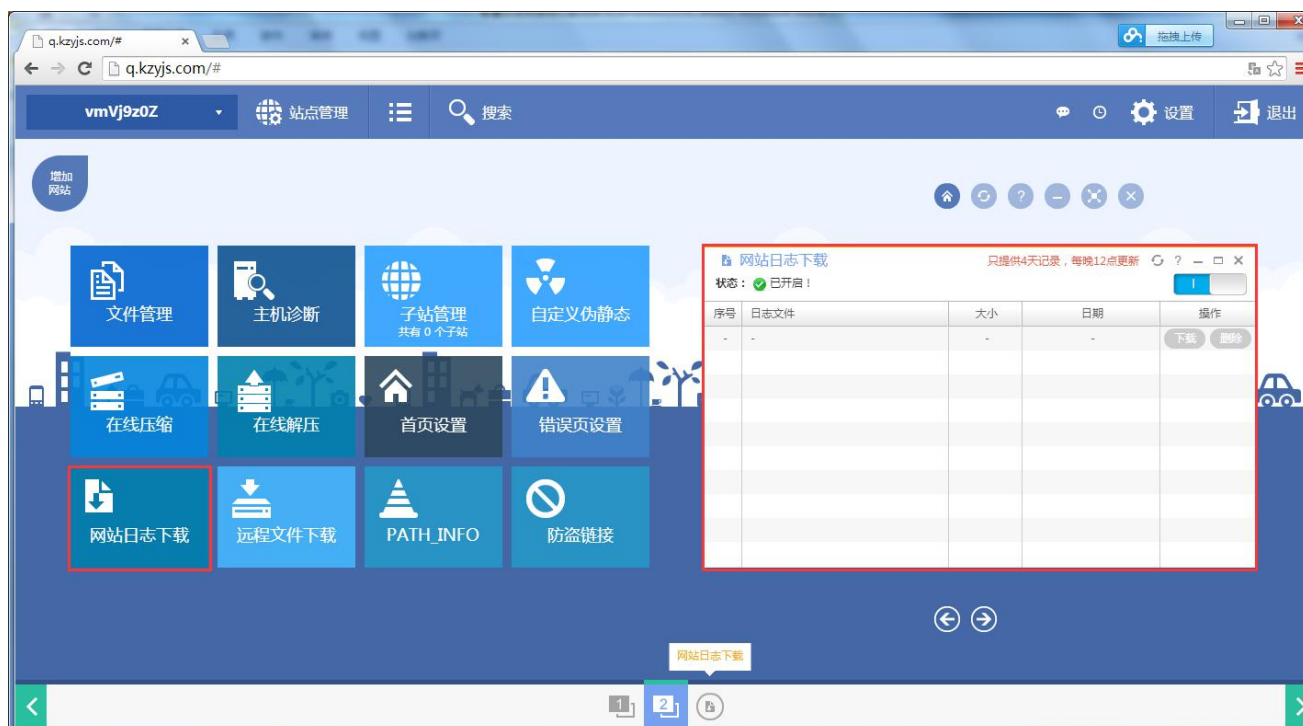 q.kzyjs.com/#
拖拽上传
q.kzyjs.com/#
vmVj9z0Z
站点管理
搜索
设置
退出
增加
网站
文件管理
主机诊断
子站管理
共有 0 个子站
自定义伪静态
在线压缩
在线解压
首页设置
错误页设置
网站日志下载
远程文件下载
PATH_INFO
防盗链接
网站日志下载
只提供4天记录，每晚12点更新
状态： 已开启！
序号 日志文件 大小 日期 操作
- - - - 下载 删除
网站日志下载
1 2